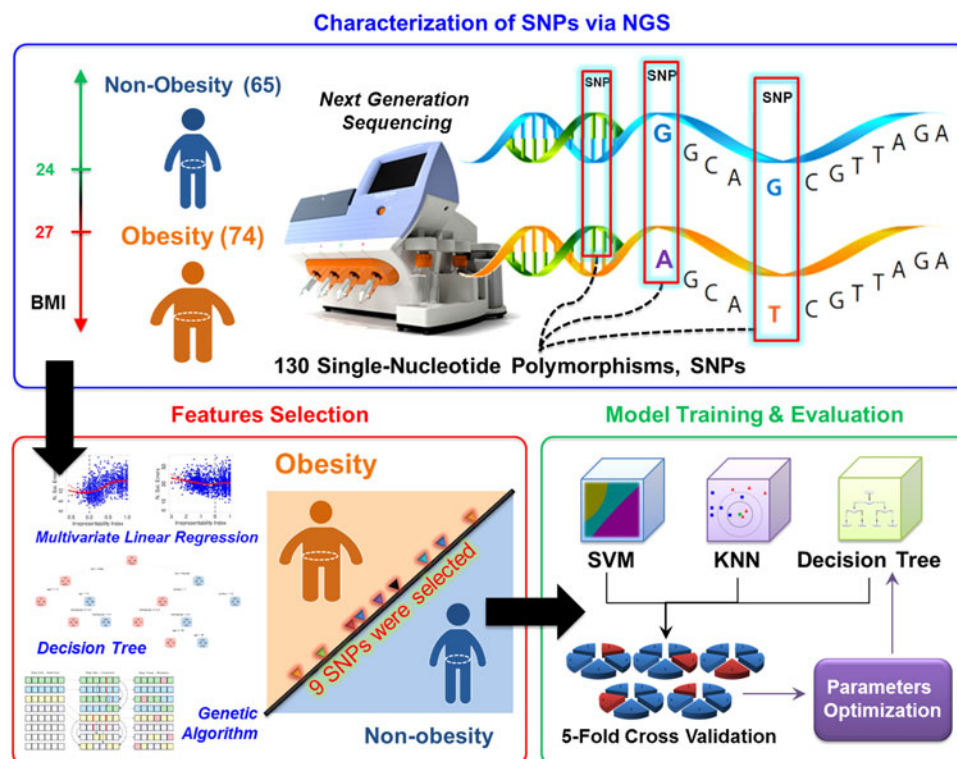 Characterization of SNPs via NGS
Non-Obesity (65)
24
27
Obesity (74)
BMI
Next Generation
Sequencing
SNP
SNP
SNP
G
G C A
G
C G T T A G A
A
G C A
T
C G T T A G A
130 Single-Nucleotide Polymorphisms, SNPs
Features Selection
Multivariate Linear Regression
Decision Tree
Genetic
Algorithm
Obesity
9 SNPs were selected
Non-obesity
Model Training & Evaluation
SVM
KNN
Decision Tree
5-Fold Cross Validation
Parameters
Optimization